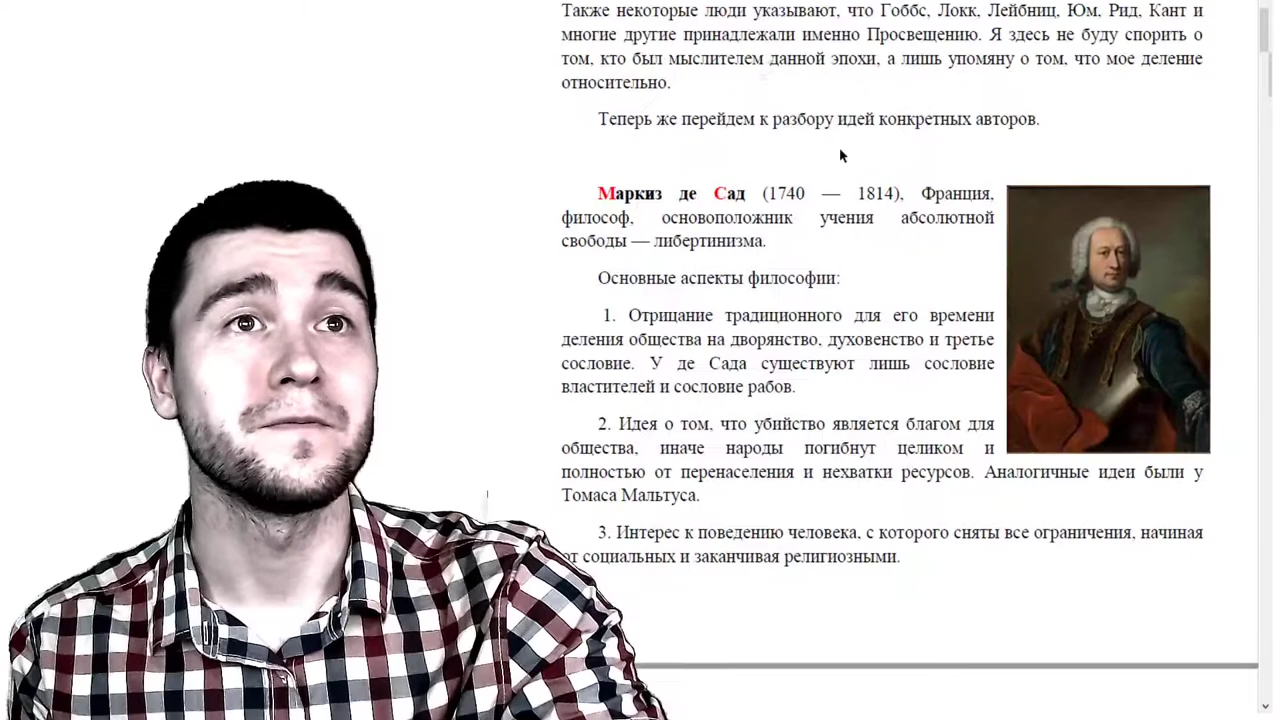 Также некоторые люди указывают, что Гоббс, Локк, Лейбниц, Юм, Рид, Кант и
многие другие принадлежали именно Просвещению. Я здесь не буду спорить о
том, кто был мыслителем данной эпохи, а лишь упомяну о том, что мое деление
относительно.
Теперь же перейдем к разбору идей конкретных авторов.
Маркиз де Сад (1740 — 1814), Франция,
философ, основоположник учения абсолютной
свободы — либертинизма.
Основные аспекты философии:
1. Отрицание традиционного для его времени
деления общества на дворянство, духовенство и третье
сословие. У де Сада существуют лишь сословие
властителей и сословие рабов.
2. Идея о том, что убийство является благом для
общества, иначе народы погибнут целиком и
полностью от перенаселения и нехватки ресурсов. Аналогичные идеи были у
Томаса Мальтуса.
3. Интерес к поведению человека, с которого сняты все ограничения, начиная
от социальных и заканчивая религиозными.